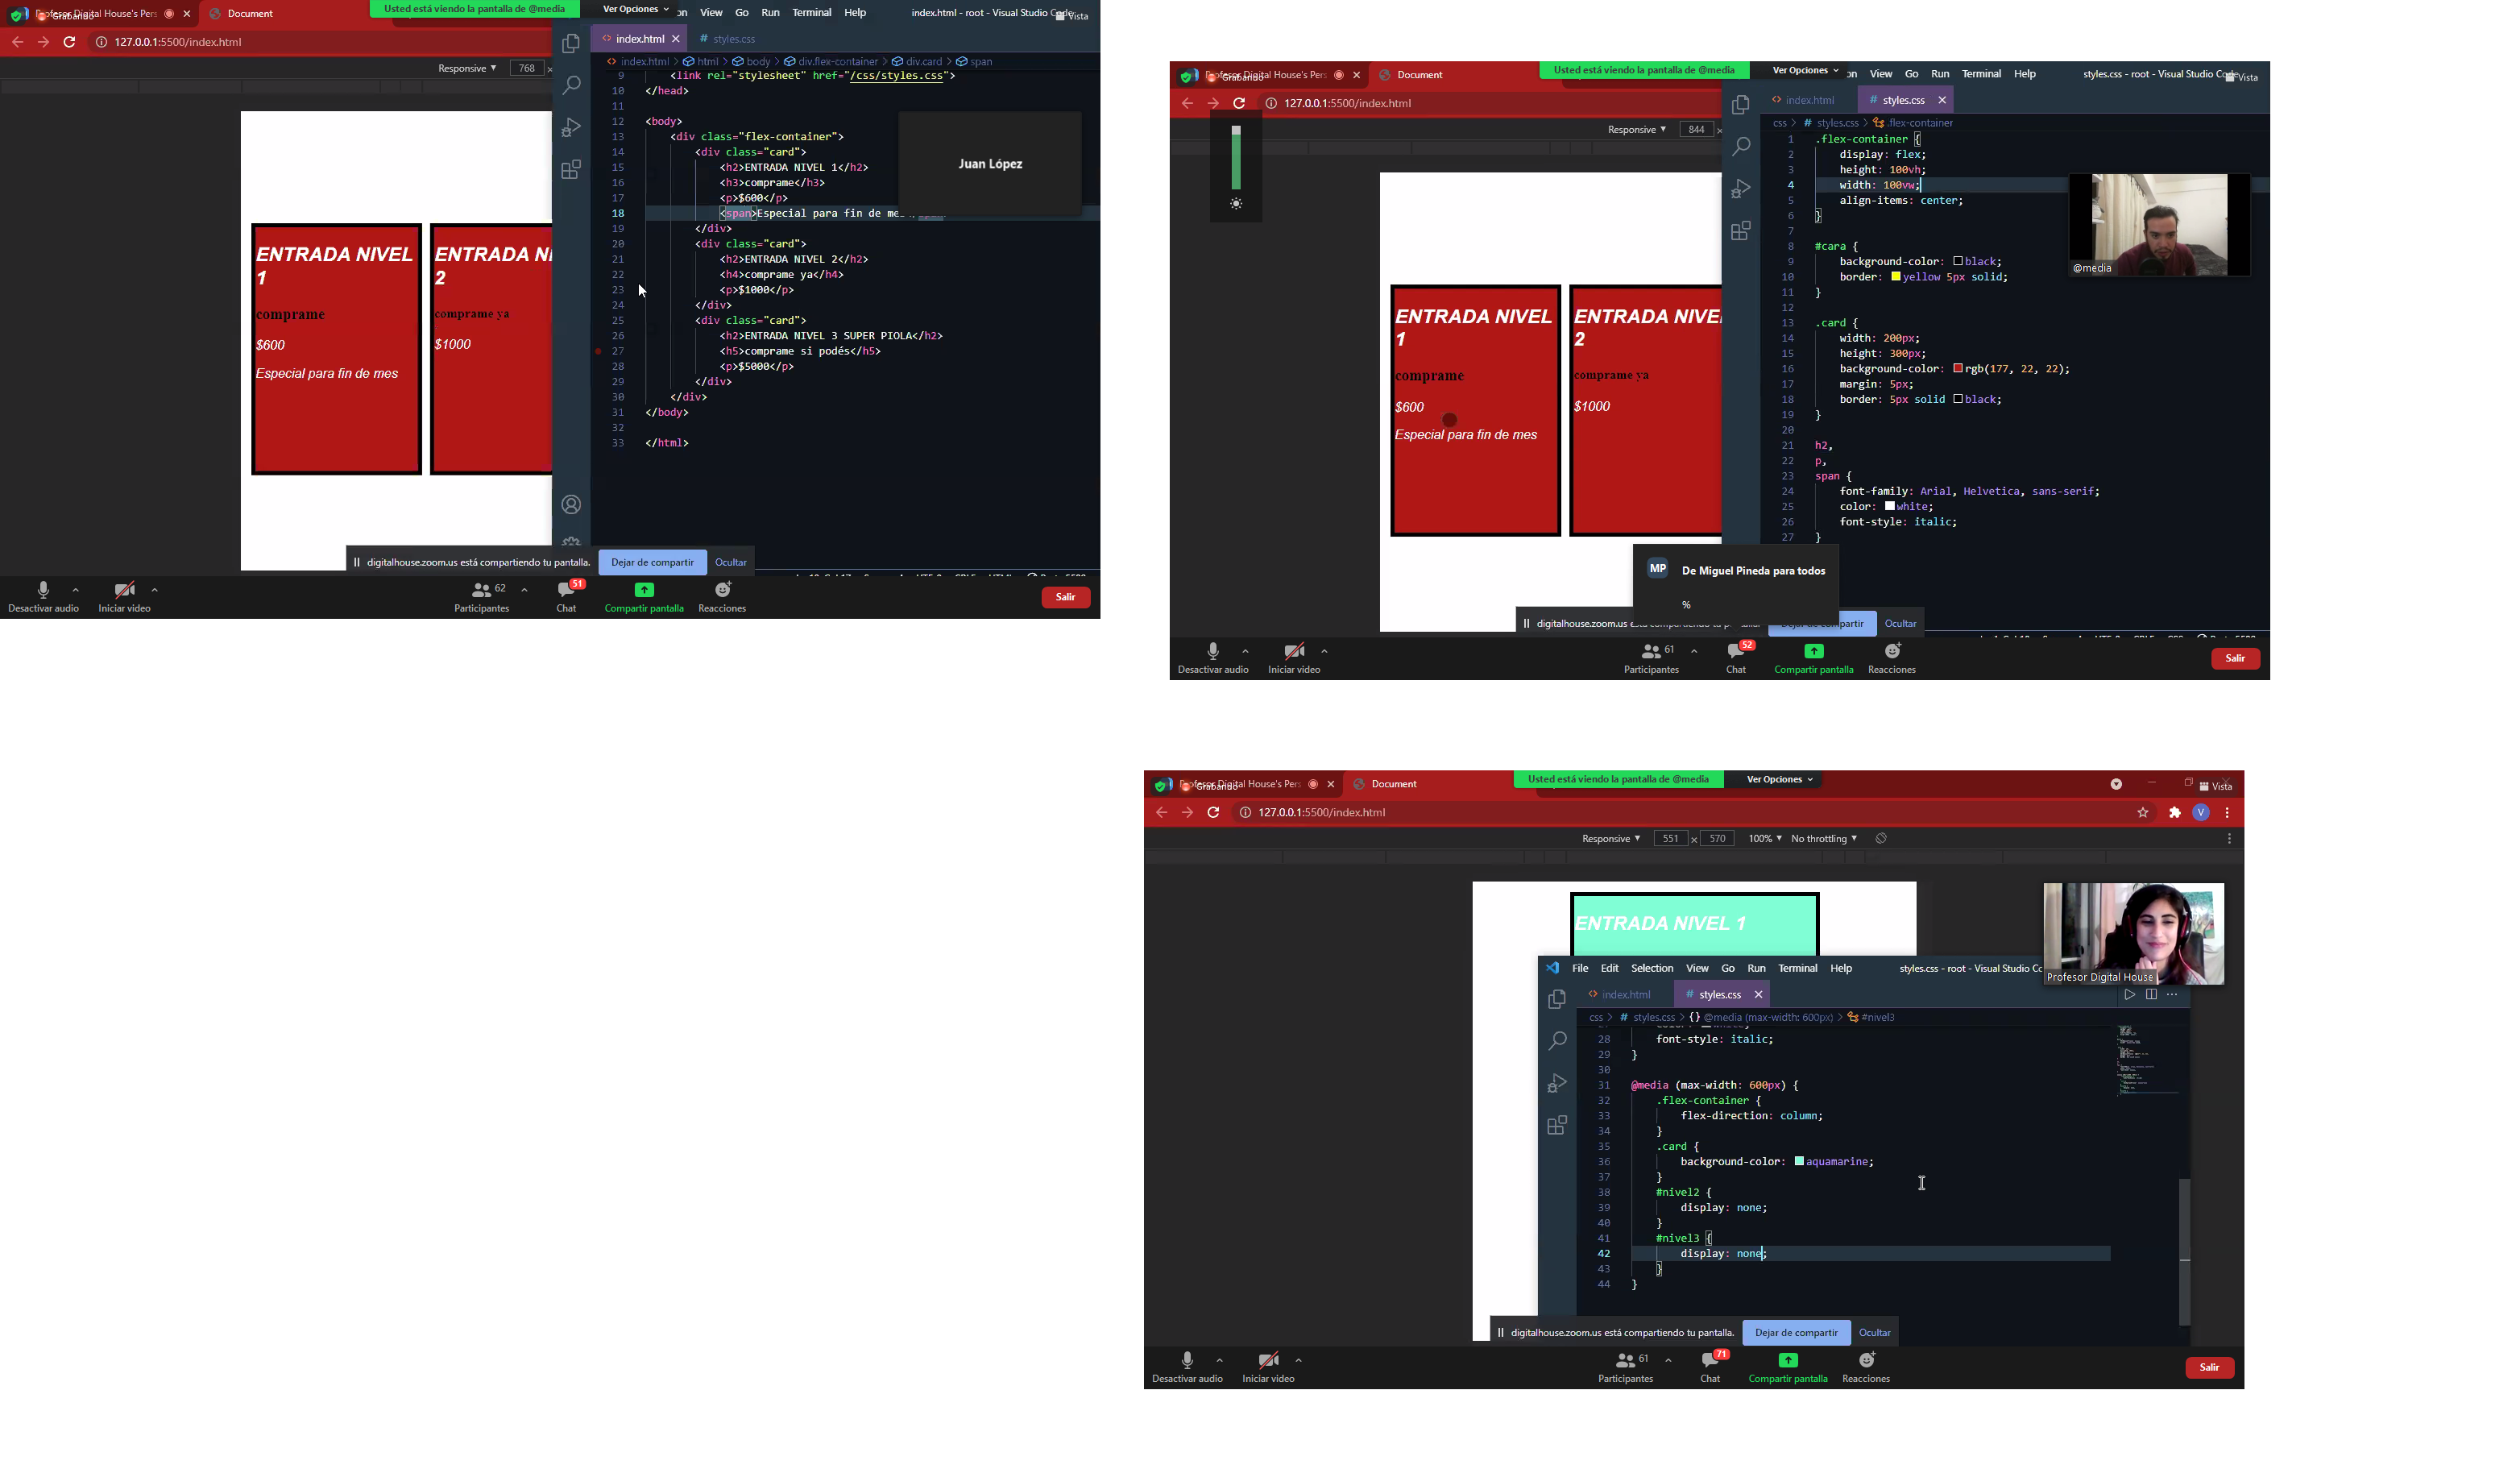 Profesor Digital House's Pers
Grabando
Document
Usted está viendo la pantalla de @media
Ver Opciones
View Go Run Terminal Help
index.html - root - Visual Studio Code
Vista
127.0.0.1:5500/index.html
Responsive
768
index.html
# styles.css
index.html > html > body > div.flex-container > div.card > span
9 <link rel="stylesheet" href="/css/styles.css">
10 </head>
11
12 <body>
13 <div class="flex-container">
14 <div class="card">
15 <h2>ENTRADA NIVEL 1</h2>
16 <h3>comprame</h3>
17 <p>$600</p>
18 <span>Especial para fin de mes
19 </div>
20 <div class="card">
21 <h2>ENTRADA NIVEL 2</h2>
22 <h4>comprame ya</h4>
23 <p>$1000</p>
24 </div>
25 <div class="card">
26 <h2>ENTRADA NIVEL 3 SUPER PIOLA</h2>
27 <h5>comprame si podés</h5>
28 <p>$5000</p>
29 </div>
30 </div>
31 </body>
32
33 </html>
Juan López
ENTRADA NIVEL
1
comprame
$600
Especial para fin de mes
ENTRADA NI
2
comprame ya
$1000
digitalhouse.zoom.us está compartiendo tu pantalla.
Dejar de compartir
Ocultar
Desactivar audio
Iniciar video
62
Participantes
51
Chat
Compartir pantalla
Reacciones
Salir
Profesor Digital House's Pers
Grabando
Document
Usted está viendo la pantalla de @media
Ver Opciones
View Go Run Terminal Help
styles.css - root - Visual Studio Code
Vista
127.0.0.1:5500/index.html
Responsive
844
index.html
# styles.css
css > # styles.css > .flex-container
1 .flex-container {
2 display: flex;
3 height: 100vh;
4 width: 100vw;
5 align-items: center;
6 }
7
8 #cara {
9 background-color: black;
10 border: yellow 5px solid;
11 }
12
13 .card {
14 width: 200px;
15 height: 300px;
16 background-color: rgb(177, 22, 22);
17 margin: 5px;
18 border: 5px solid black;
19 }
20
21 h2,
22 p,
23 span {
24 font-family: Arial, Helvetica, sans-serif;
25 color: white;
26 font-style: italic;
27 }
@media
ENTRADA NIVEL
1
comprame
$600
Especial para fin de mes
ENTRADA NIVE
2
comprame ya
$1000
MP
De Miguel Pineda para todos
%
digitalhouse.zoom.us
Ocultar
Desactivar audio
Iniciar video
61
Participantes
52
Chat
Compartir pantalla
Reacciones
Salir
Profesor Digital House's Pers
Grabando
Document
Usted está viendo la pantalla de @media
Ver Opciones
Vista
127.0.0.1:5500/index.html
V
Responsive
551 x 570
100%
No throttling
ENTRADA NIVEL 1
Profesor Digital House
File Edit Selection View Go Run Terminal Help
styles.css - root - Visual Studio Co
index.html
# styles.css
css > # styles.css > {} @media (max-width: 600px) > #nivel3
28 font-style: italic;
29 }
30
31 @media (max-width: 600px) {
32 .flex-container {
33 flex-direction: column;
34 }
35 .card {
36 background-color: aquamarine;
37 }
38 #nivel2 {
39 display: none;
40 }
41 #nivel3 {
42 display: none;
43 }
44 }
digitalhouse.zoom.us está compartiendo tu pantalla.
Dejar de compartir
Ocultar
Desactivar audio
Iniciar video
61
Participantes
71
Chat
Compartir pantalla
Reacciones
Salir